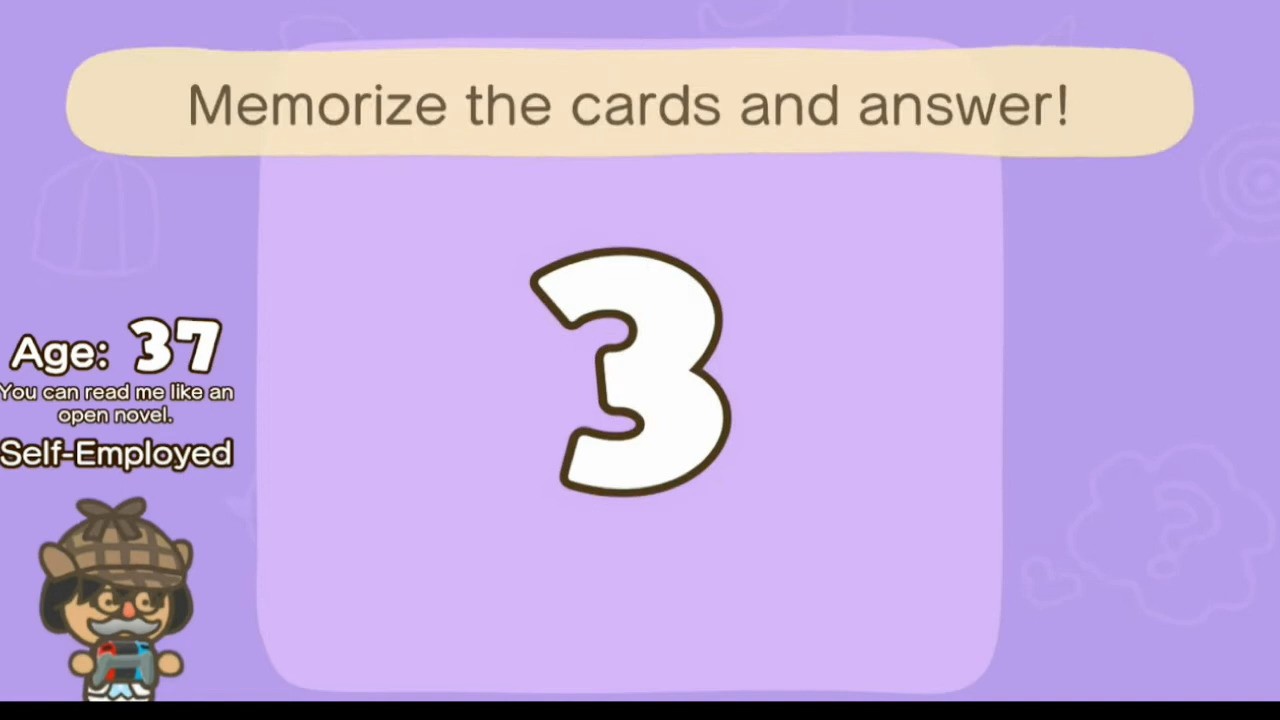 Memorize the cards and answer!
3
Age: 37
You can read me like an
open novel.
Self-Employed
?